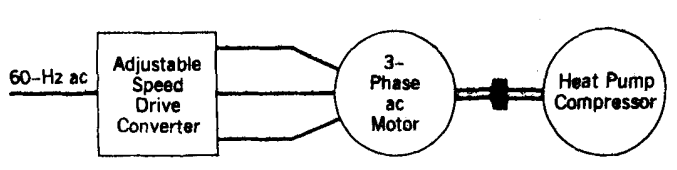 60-Hz ac
Adjustable
Speed
Drive
Converter
3-
Phase
ac
Motor
Heat Pump
Compressor